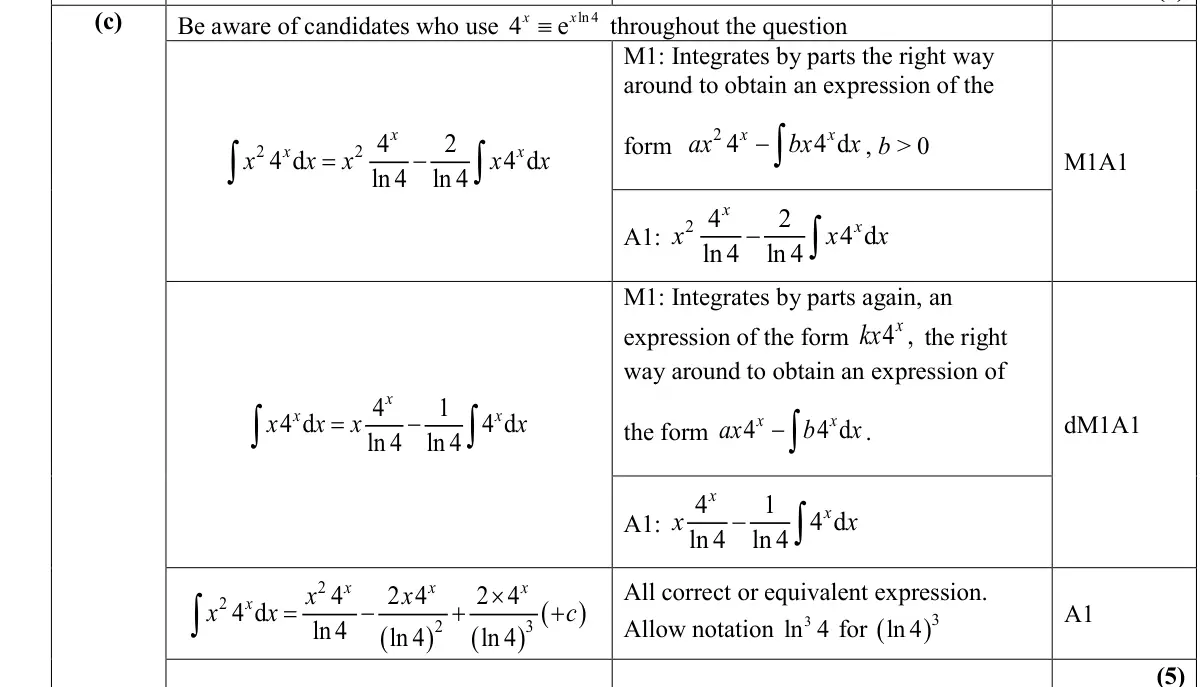 (c) Be aware of candidates who use 4^x ≡ e^(x ln 4) throughout the question
∫ x² 4^x dx = x² 4^x/ln 4 − 2/ln 4 ∫ x4^x dx
M1: Integrates by parts the right way
around to obtain an expression of the
form ax² 4^x − ∫ bx4^x dx , b > 0
M1A1
A1: x² 4^x/ln 4 − 2/ln 4 ∫ x4^x dx
∫ x4^x dx = x 4^x/ln 4 − 1/ln 4 ∫ 4^x dx
M1: Integrates by parts again, an
expression of the form kx4^x , the right
way around to obtain an expression of
the form ax4^x − ∫ b4^x dx .
dM1A1
A1: x 4^x/ln 4 − 1/ln 4 ∫ 4^x dx
∫ x² 4^x dx = x² 4^x/ln 4 − 2x4^x/(ln 4)² + 2×4^x/(ln 4)³ (+c)
All correct or equivalent expression.
Allow notation ln³ 4 for (ln 4)³
A1
(5)